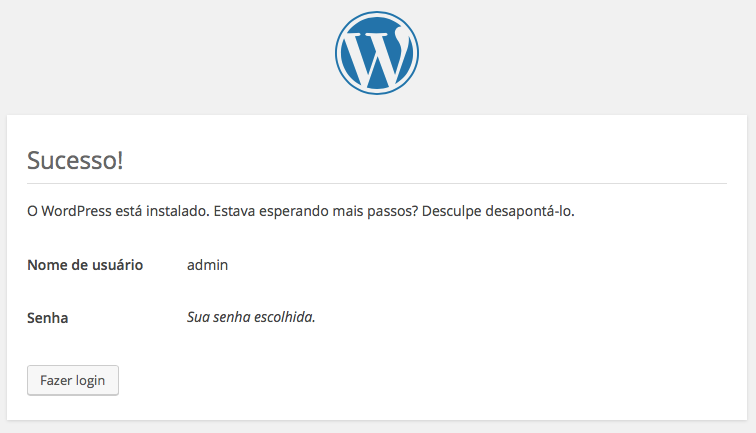 Sucesso!
O WordPress está instalado. Estava esperando mais passos? Desculpe desapontá-lo.
Nome de usuário admin
Senha Sua senha escolhida.
Fazer login